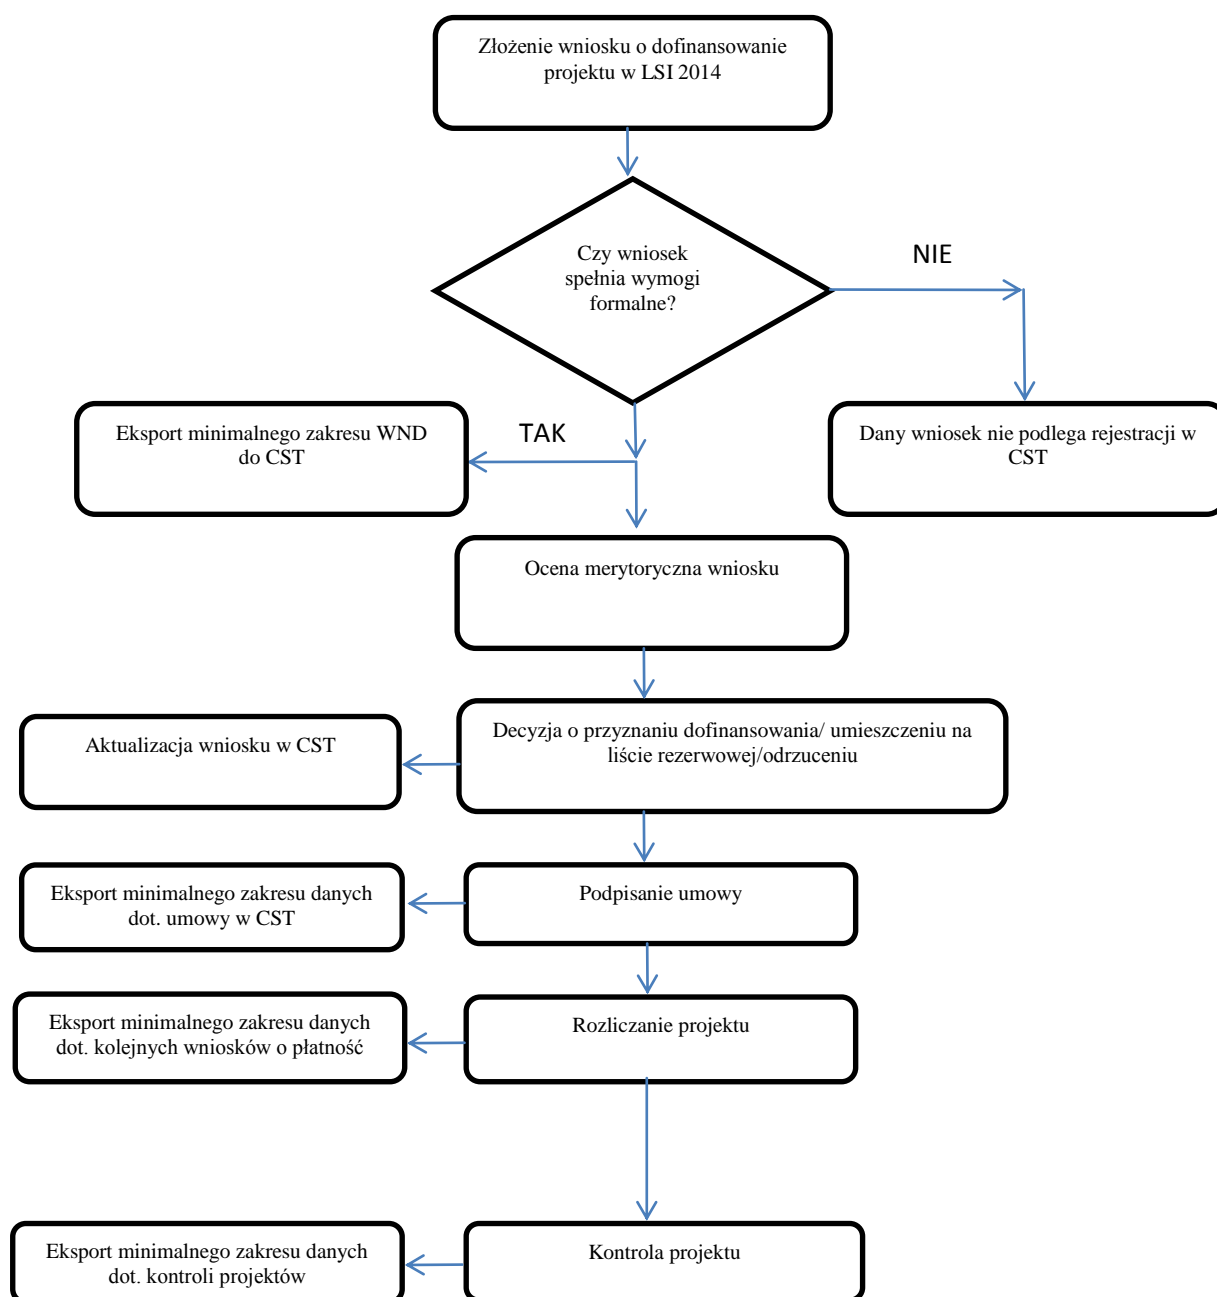 Złożenie wniosku o dofinansowanie
projektu w LSI 2014
Czy wniosek
spełnia wymogi
formalne?
NIE
TAK
Eksport minimalnego zakresu WND
do CST
Dany wniosek nie podlega rejestracji w
CST
Ocena merytoryczna wniosku
Decyzja o przyznaniu dofinansowania/ umieszczeniu na
liście rezerwowej/odrzuceniu
Aktualizacja wniosku w CST
Podpisanie umowy
Eksport minimalnego zakresu danych
dot. umowy w CST
Rozliczanie projektu
Eksport minimalnego zakresu danych
dot. kolejnych wniosków o płatność
Kontrola projektu
Eksport minimalnego zakresu danych
dot. kontroli projektów